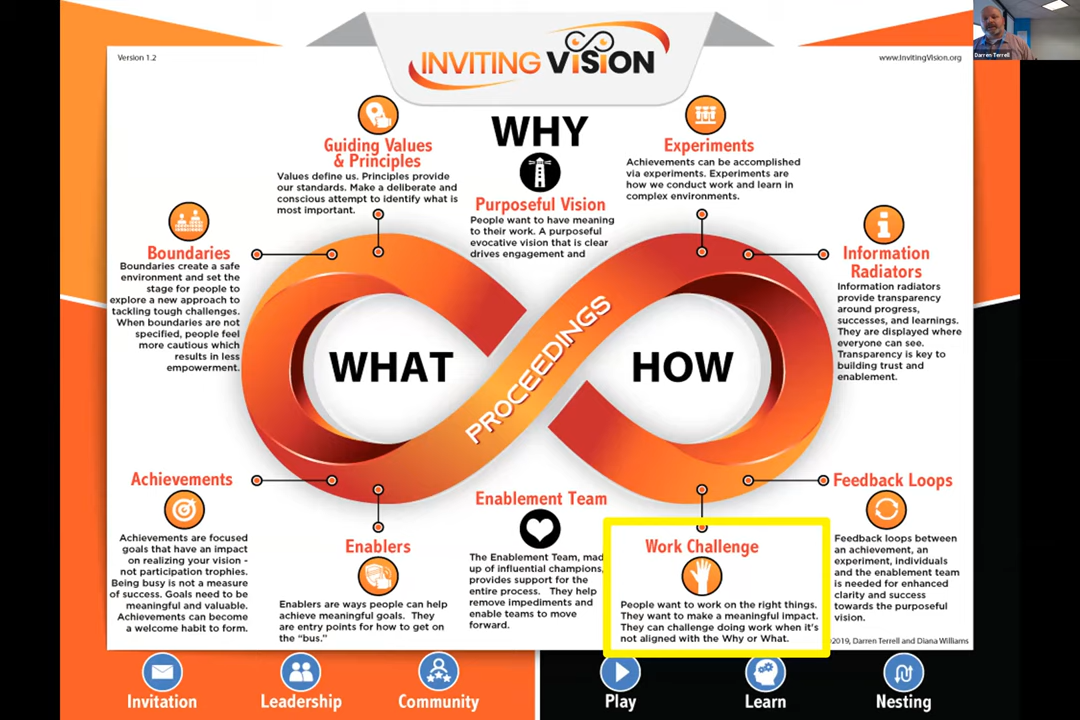 Version 1.2
INVITING VISION
www.InvitingVision.org
Darren Terrell
WHY
Guiding Values
& Principles
Values define us. Principles provide
our standards. Make a deliberate and
conscious attempt to identify what is
most important.
Purposeful Vision
People want to have meaning
to their work. A purposeful
evocative vision that is clear
drives engagement and
Experiments
Achievements can be accomplished
via experiments. Experiments are
how we conduct work and learn in
complex environments.
Boundaries
Boundaries create a safe
environment and set the
stage for people to
explore a new approach to
tackling tough challenges.
When boundaries are not
specified, people feel
more cautious which
results in less
empowerment.
Information
Radiators
Information radiators
provide transparency
around progress,
successes, and learnings.
They are displayed where
everyone can see.
Transparency is key to
building trust and
enablement.
WHAT
PROCEEDINGS
HOW
Achievements
Achievements are focused
goals that have an impact
on realizing your vision -
not participation trophies.
Being busy is not a measure
of success. Goals need to be
meaningful and valuable.
Achievements can become
a welcome habit to form.
Enablers
Enablers are ways people can help
achieve meaningful goals. They
are entry points for how to get on
the “bus.”
Enablement Team
The Enablement Team, made
up of influential champions,
provides support for the
entire process. They help
remove impediments and
enable teams to move
forward.
Work Challenge
People want to work on the right things.
They want to make a meaningful impact.
They can challenge doing work when it's
not aligned with the Why or What.
Feedback Loops
Feedback loops between
an achievement, an
experiment, individuals
and the enablement team
is needed for enhanced
clarity and success
towards the purposeful
vision.
©2019, Darren Terrell and Diana Williams
Invitation
Leadership
Community
Play
Learn
Nesting